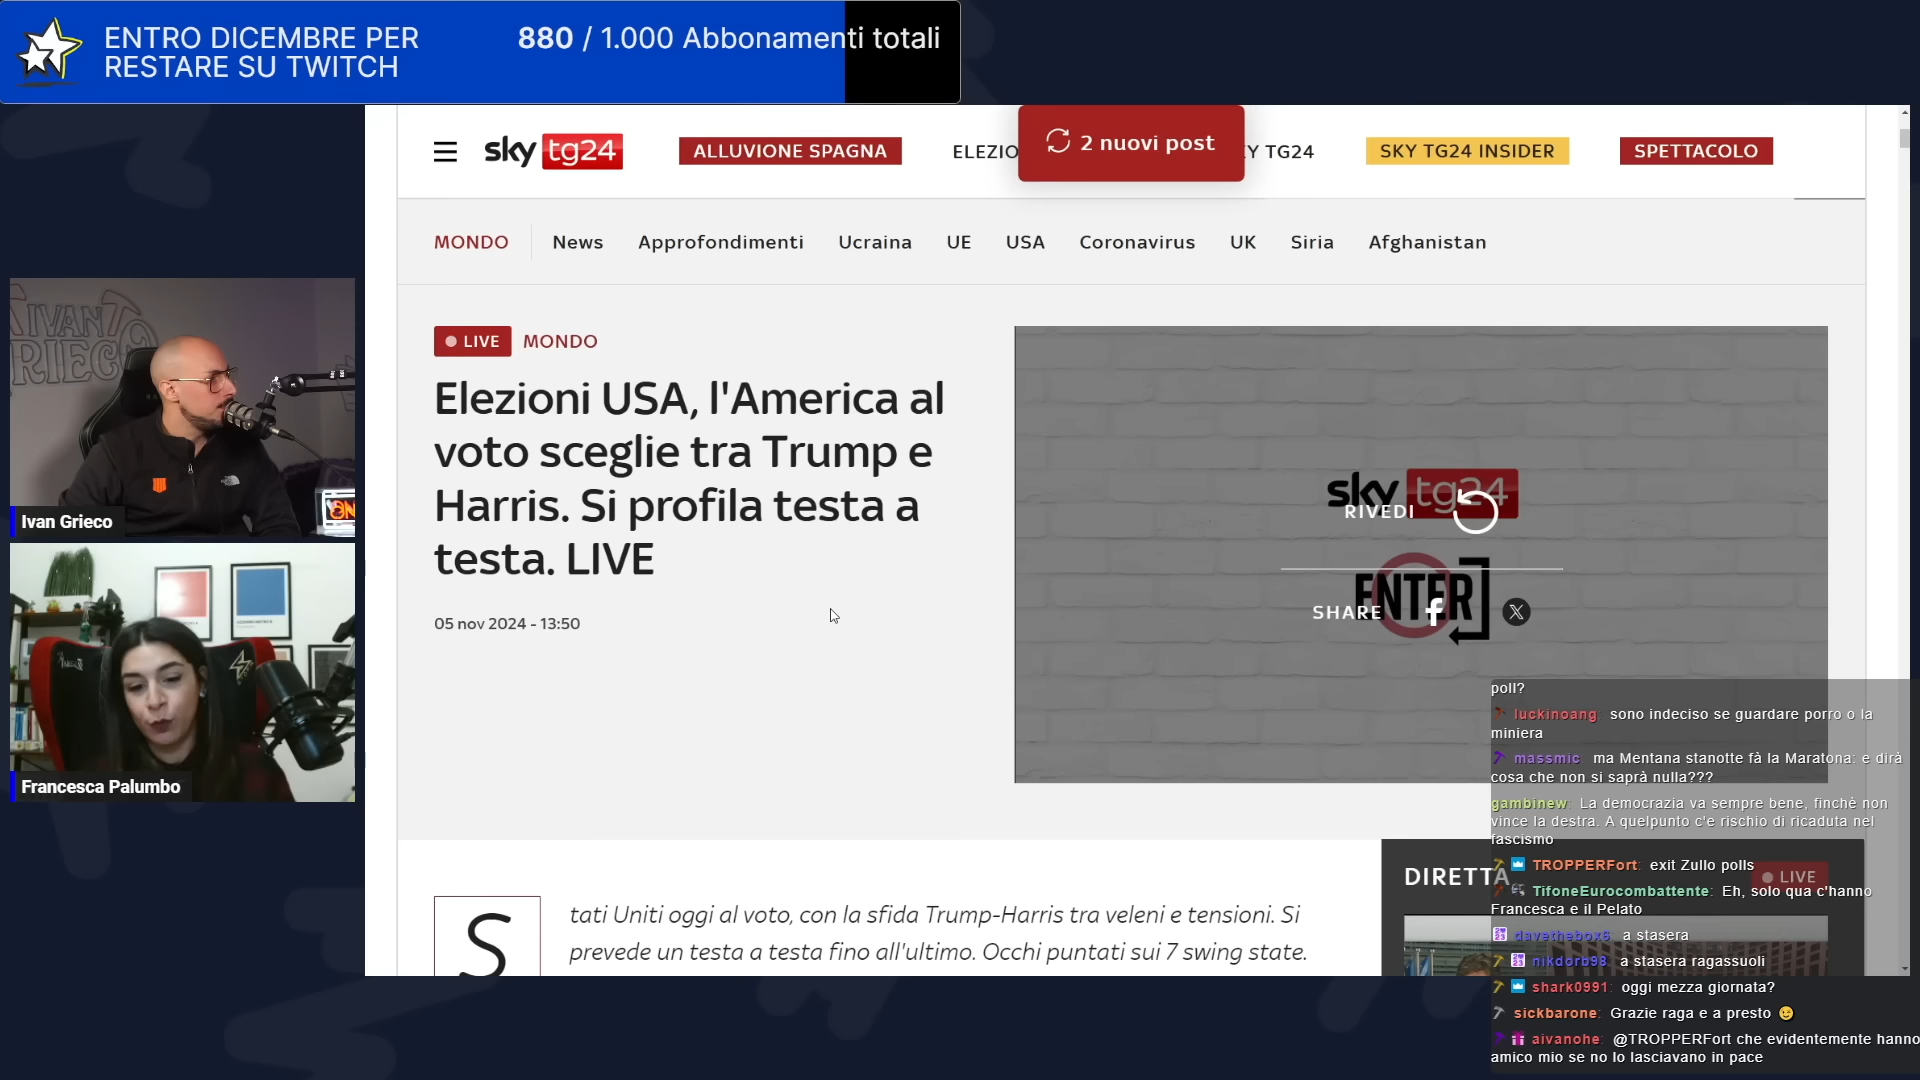 ENTRO DICEMBRE PER
RESTARE SU TWITCH
880 / 1.000 Abbonamenti totali
sky tg24
ALLUVIONE SPAGNA
ELEZIO
2 nuovi post
Y TG24
SKY TG24 INSIDER
SPETTACOLO
MONDO
News
Approfondimenti
Ucraina
UE
USA
Coronavirus
UK
Siria
Afghanistan
LIVE
MONDO
Elezioni USA, l'America al
voto sceglie tra Trump e
Harris. Si profila testa a
testa. LIVE
05 nov 2024 - 13:50
sky tg24
RIVEDI
ENTER
SHARE
f
X
Ivan Grieco
Francesca Palumbo
S
tati Uniti oggi al voto, con la sfida Trump-Harris tra veleni e tensioni. Si
prevede un testa a testa fino all'ultimo. Occhi puntati sui 7 swing state.
DIRETTA
LIVE
poll?
luckinoang: sono indeciso se guardare porro o la
miniera
massmic: ma Mentana stanotte fà la Maratona: e dirà
cosa che non si saprà nulla???
gambinew: La democrazia va sempre bene, finchè non
vince la destra. A quelpunto c'e rischio di ricaduta nel
fascismo
TROPPERFort: exit Zullo polls
TifoneEurocombattente: Eh, solo qua c'hanno
Francesca e il Pelato
davethebox6: a stasera
nikdorb98: a stasera ragassuoli
shark0991: oggi mezza giornata?
sickbarone: Grazie raga e a presto
aivanohe: @TROPPERFort che evidentemente hanno
amico mio se no lo lasciavano in pace